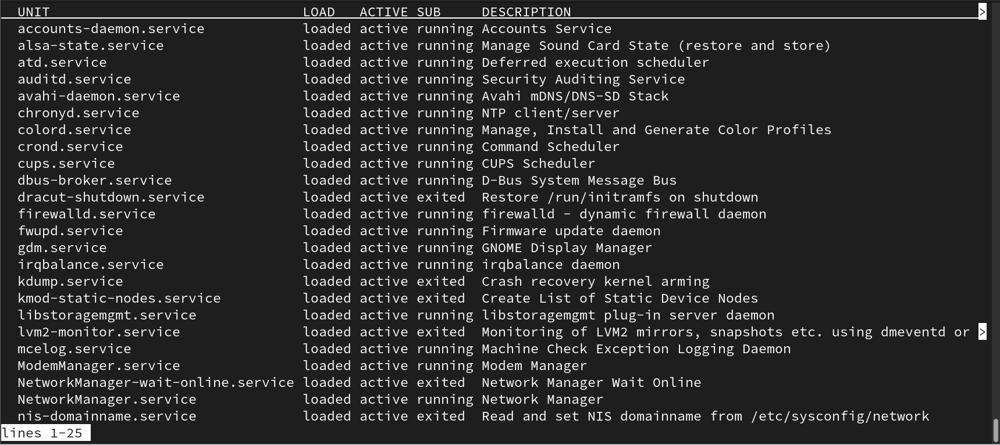 UNIT LOAD ACTIVE SUB DESCRIPTION >
accounts-daemon.service loaded active running Accounts Service
alsa-state.service loaded active running Manage Sound Card State (restore and store)
atd.service loaded active running Deferred execution scheduler
auditd.service loaded active running Security Auditing Service
avahi-daemon.service loaded active running Avahi mDNS/DNS-SD Stack
chronyd.service loaded active running NTP client/server
colord.service loaded active running Manage, Install and Generate Color Profiles
crond.service loaded active running Command Scheduler
cups.service loaded active running CUPS Scheduler
dbus-broker.service loaded active running D-Bus System Message Bus
dracut-shutdown.service loaded active exited Restore /run/initramfs on shutdown
firewalld.service loaded active running firewalld - dynamic firewall daemon
fwupd.service loaded active running Firmware update daemon
gdm.service loaded active running GNOME Display Manager
irqbalance.service loaded active running irqbalance daemon
kdump.service loaded active exited Crash recovery kernel arming
kmod-static-nodes.service loaded active exited Create List of Static Device Nodes
libstoragemgmt.service loaded active running libstoragemgmt plug-in server daemon
lvm2-monitor.service loaded active exited Monitoring of LVM2 mirrors, snapshots etc. using dmeventd or >
mcelog.service loaded active running Machine Check Exception Logging Daemon
ModemManager.service loaded active running Modem Manager
NetworkManager-wait-online.service loaded active exited Network Manager Wait Online
NetworkManager.service loaded active running Network Manager
nis-domainname.service loaded active exited Read and set NIS domainname from /etc/sysconfig/network
lines 1-25